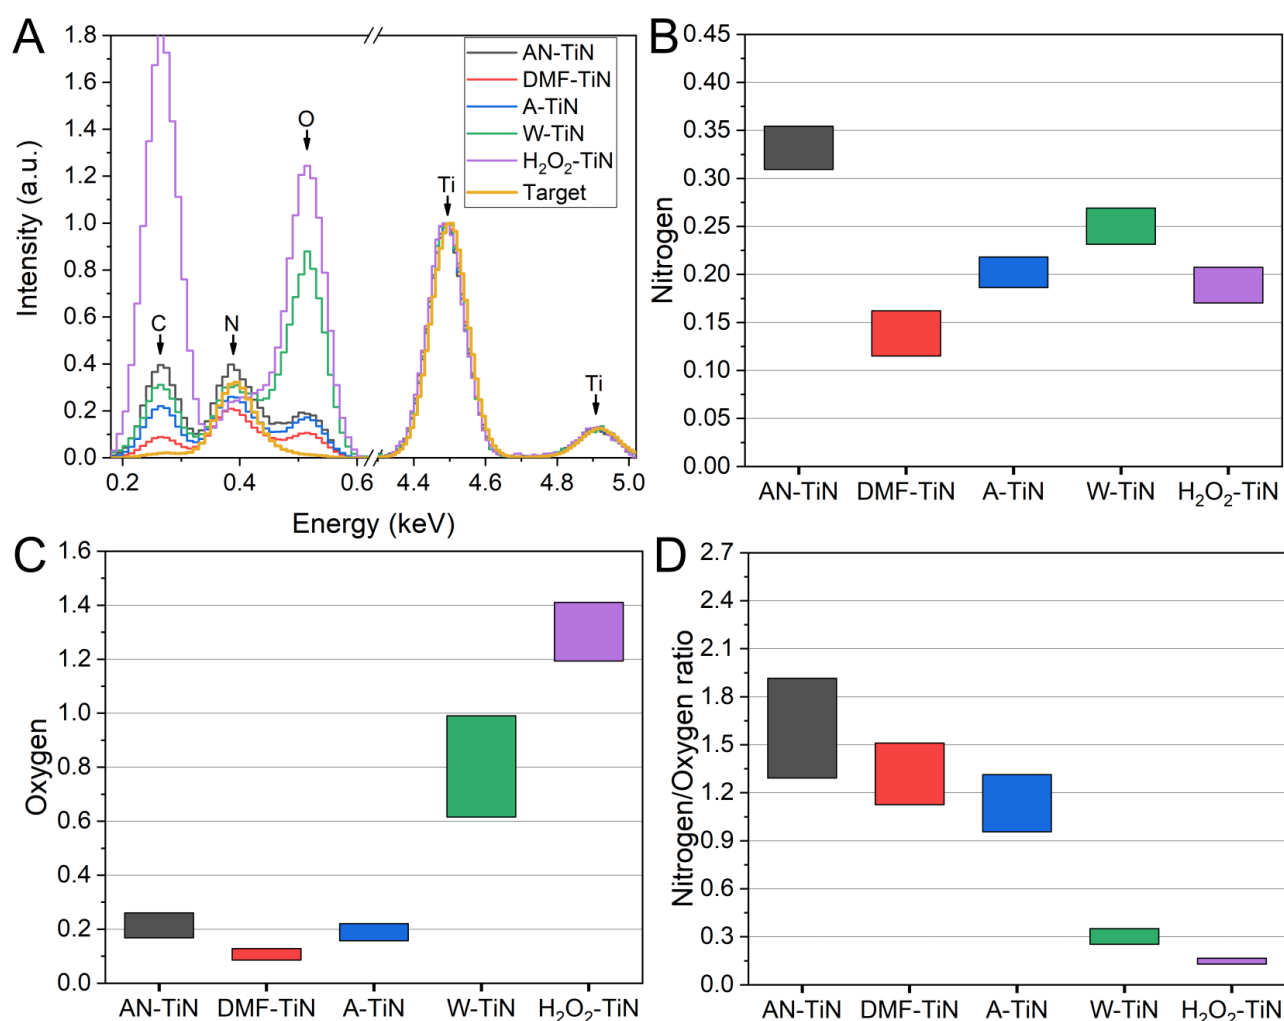 A
1.8
1.6
1.4
1.2
1.0
0.8
0.6
0.4
0.2
0.0
Intensity (a.u.)
C
N
O
Ti
Ti
AN-TiN
DMF-TiN
A-TiN
W-TiN
H₂O₂-TiN
Target
0.2 0.4 0.6 4.4 4.6 4.8 5.0
Energy (keV)
B
0.45
0.40
0.35
0.30
0.25
0.20
0.15
0.10
0.05
0.00
Nitrogen
AN-TiN DMF-TiN A-TiN W-TiN H₂O₂-TiN
C
1.6
1.4
1.2
1.0
0.8
0.6
0.4
0.2
0.0
Oxygen
AN-TiN DMF-TiN A-TiN W-TiN H₂O₂-TiN
D
2.7
2.4
2.1
1.8
1.5
1.2
0.9
0.6
0.3
0.0
Nitrogen/Oxygen ratio
AN-TiN DMF-TiN A-TiN W-TiN H₂O₂-TiN